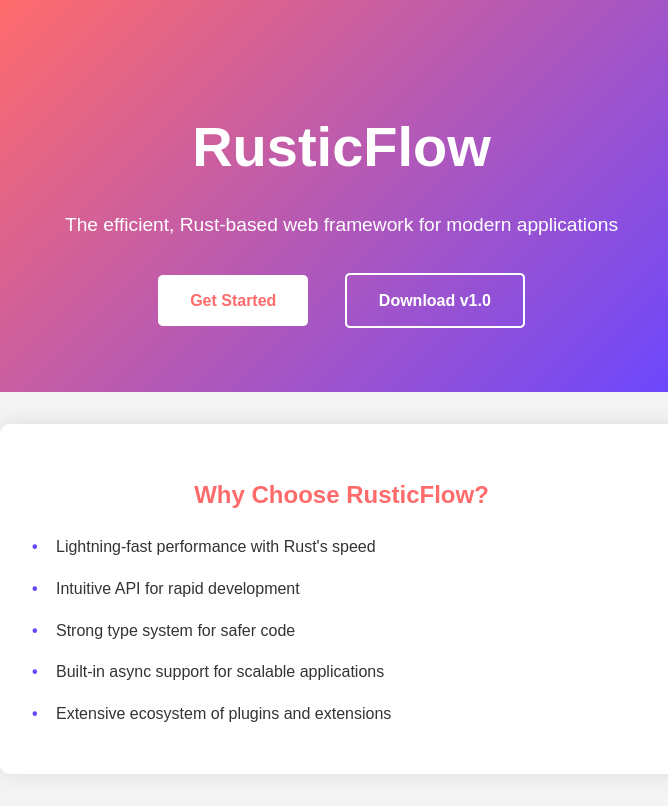 RusticFlow
The efficient, Rust-based web framework for modern applications
Get Started
Download v1.0
Why Choose RusticFlow?
• Lightning-fast performance with Rust's speed
• Intuitive API for rapid development
• Strong type system for safer code
• Built-in async support for scalable applications
• Extensive ecosystem of plugins and extensions